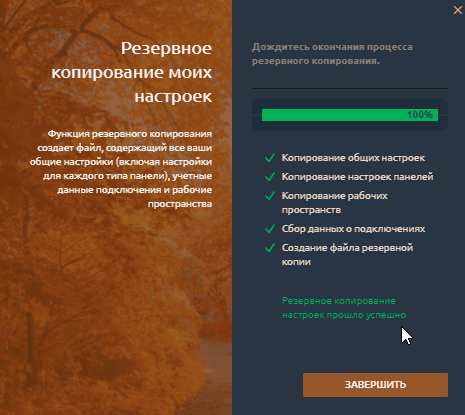 Резервное
копирование моих
настроек
Функция резервного копирования
создает файл, содержащий все ваши
общие настройки (включая настройки
для каждого типа панели), учетные
данные подключения и рабочие
пространства
Дождитесь окончания процесса
резервного копирования.
100%
Копирование общих настроек
Копирование настроек панелей
Копирование рабочих
пространств
Сбор данных о подключениях
Создание файла резервной
копии
Резервное копирование
настроек прошло успешно
ЗАВЕРШИТЬ